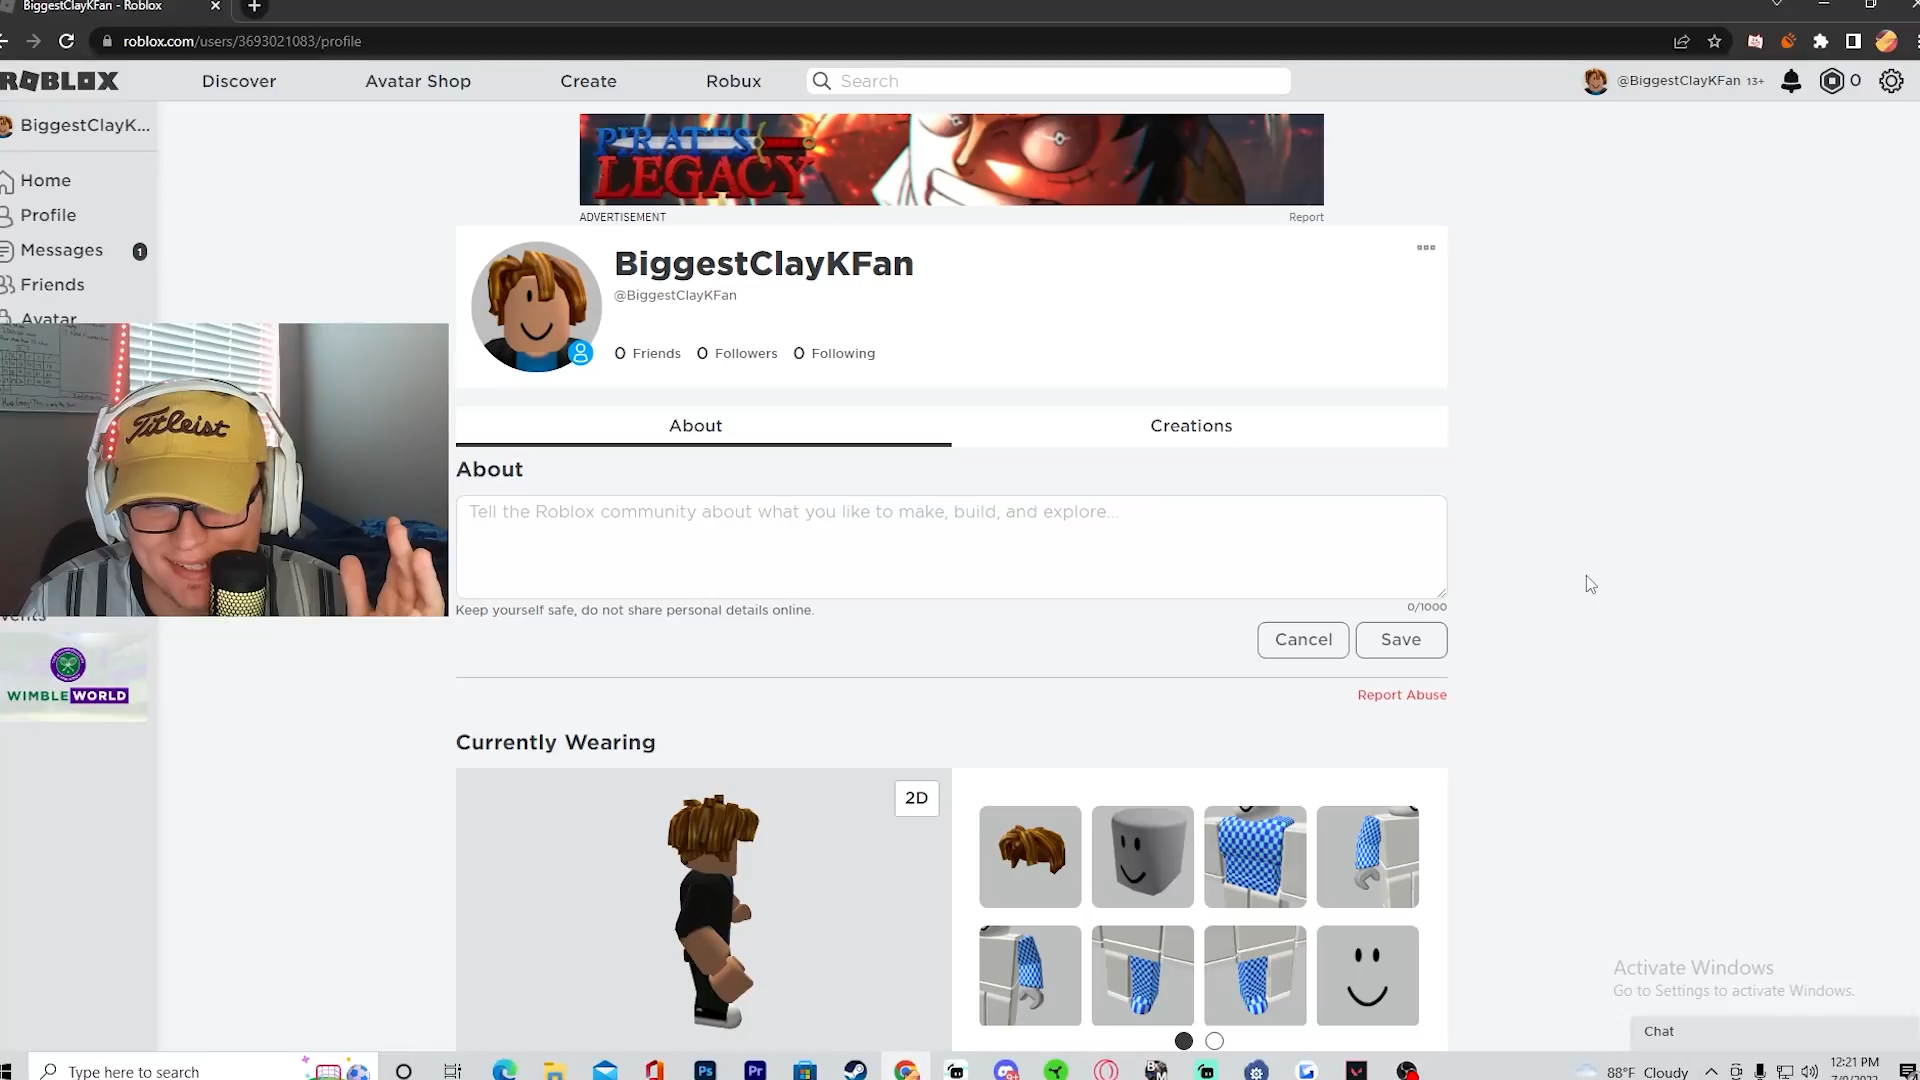 BiggestClayKFan - Roblox
roblox.com/users/3693021083/profile
ROBLOX
Discover
Avatar Shop
Create
Robux
Search
@BiggestClayKFan 13+
0
BiggestClayK...
Home
Profile
Messages
1
Friends
Avatar
PIRATE'S
LEGACY
ADVERTISEMENT
Report
BiggestClayKFan
@BiggestClayKFan
0 Friends 0 Followers 0 Following
About
Creations
About
Tell the Roblox community about what you like to make, build, and explore...
Keep yourself safe, do not share personal details online.
0/1000
Cancel
Save
Report Abuse
Titleist
WIMBLEWORLD
Currently Wearing
2D
Activate Windows
Go to Settings to activate Windows.
Chat
Type here to search
Ps
Pr
88°F Cloudy
12:21 PM